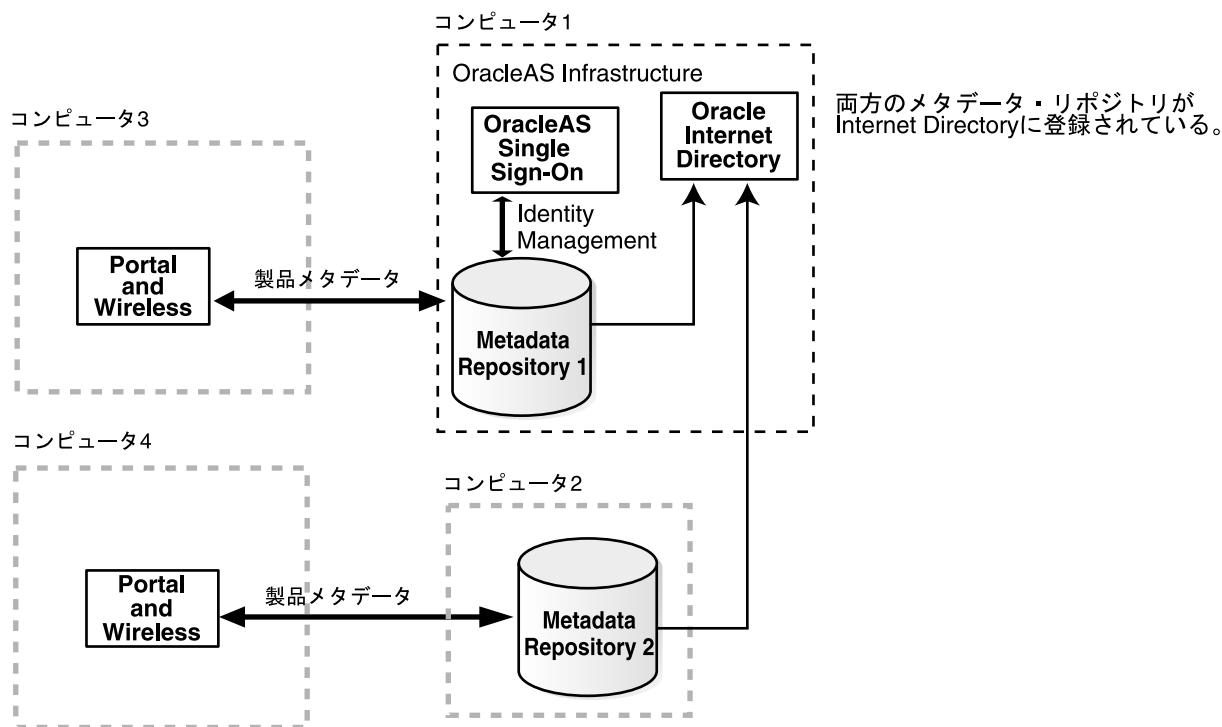 コンピュータ1
OracleAS Infrastructure
OracleAS
Single
Sign-On
Oracle
Internet
Directory
両方のメタデータ・リポジトリが
Internet Directoryに登録されている。
Identity
Management
コンピュータ3
Portal
and
Wireless
製品メタデータ
Metadata
Repository 1
コンピュータ4
コンピュータ2
Portal
and
Wireless
製品メタデータ
Metadata
Repository 2